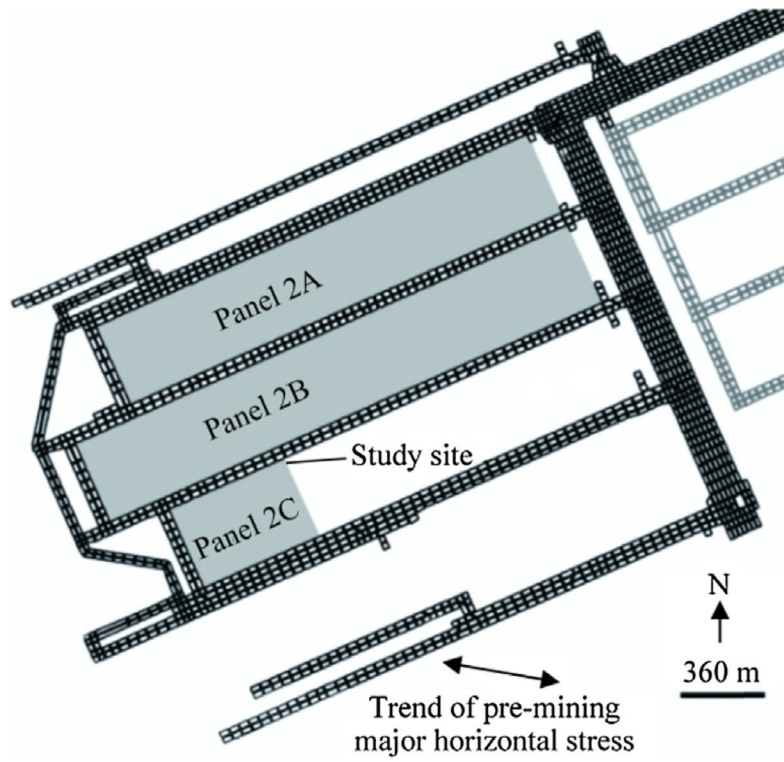 Panel 2A
Panel 2B
Study site
Panel 2C
N
360 m
Trend of pre-mining
major horizontal stress